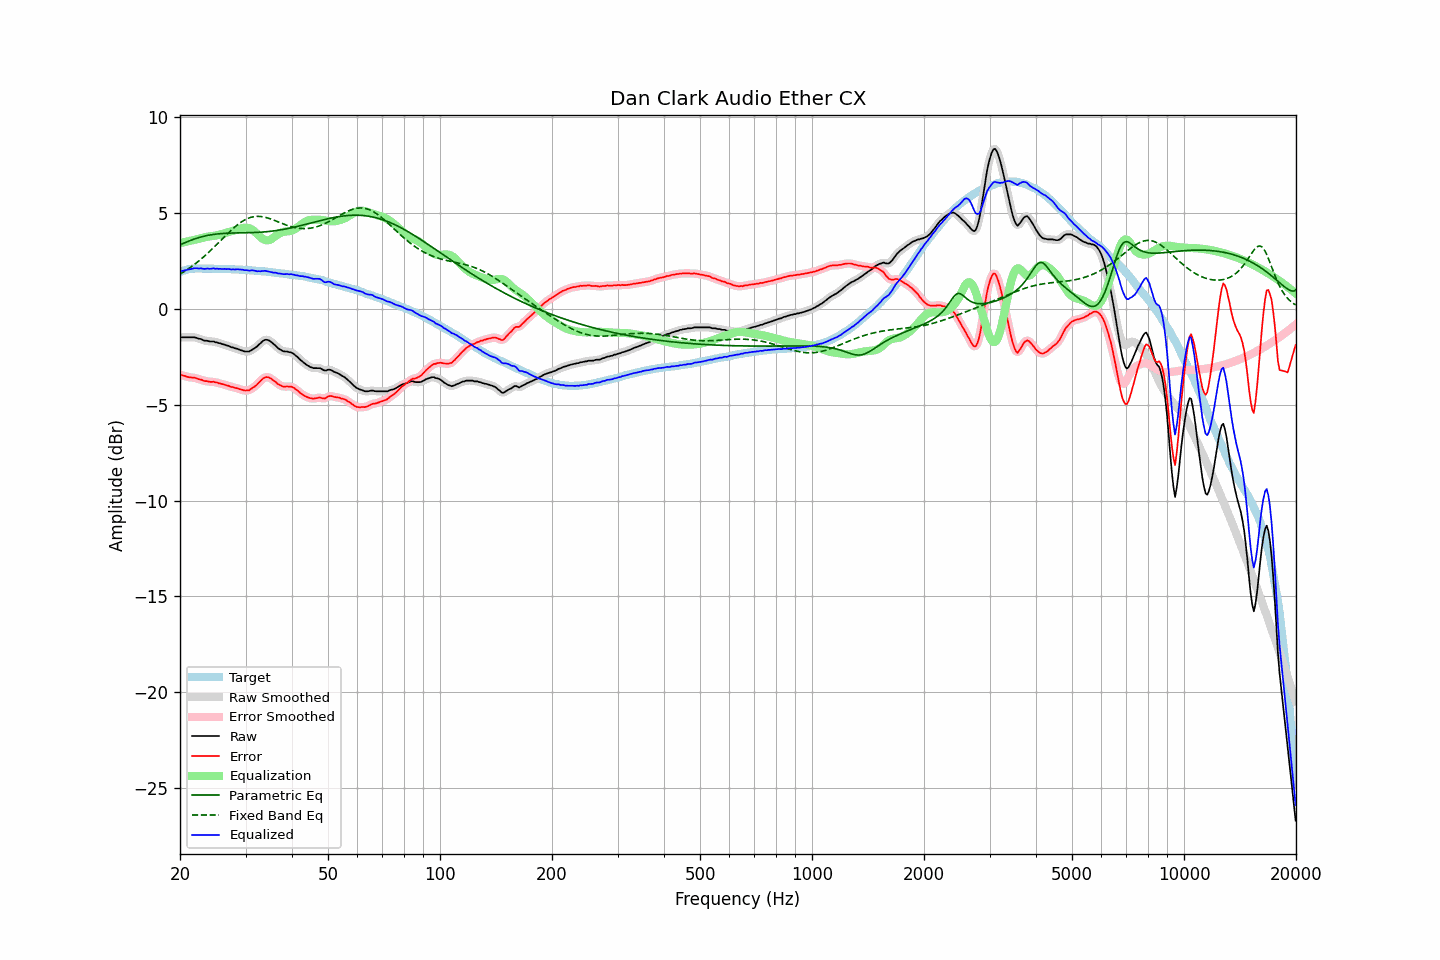 Dan Clark Audio Ether CX
10
5
0
−5
−10
−15
−20
−25
Amplitude (dBr)
Target
Raw Smoothed
Error Smoothed
Raw
Error
Equalization
Parametric Eq
Fixed Band Eq
Equalized
20 50 100 200 500 1000 2000 5000 10000 20000
Frequency (Hz)